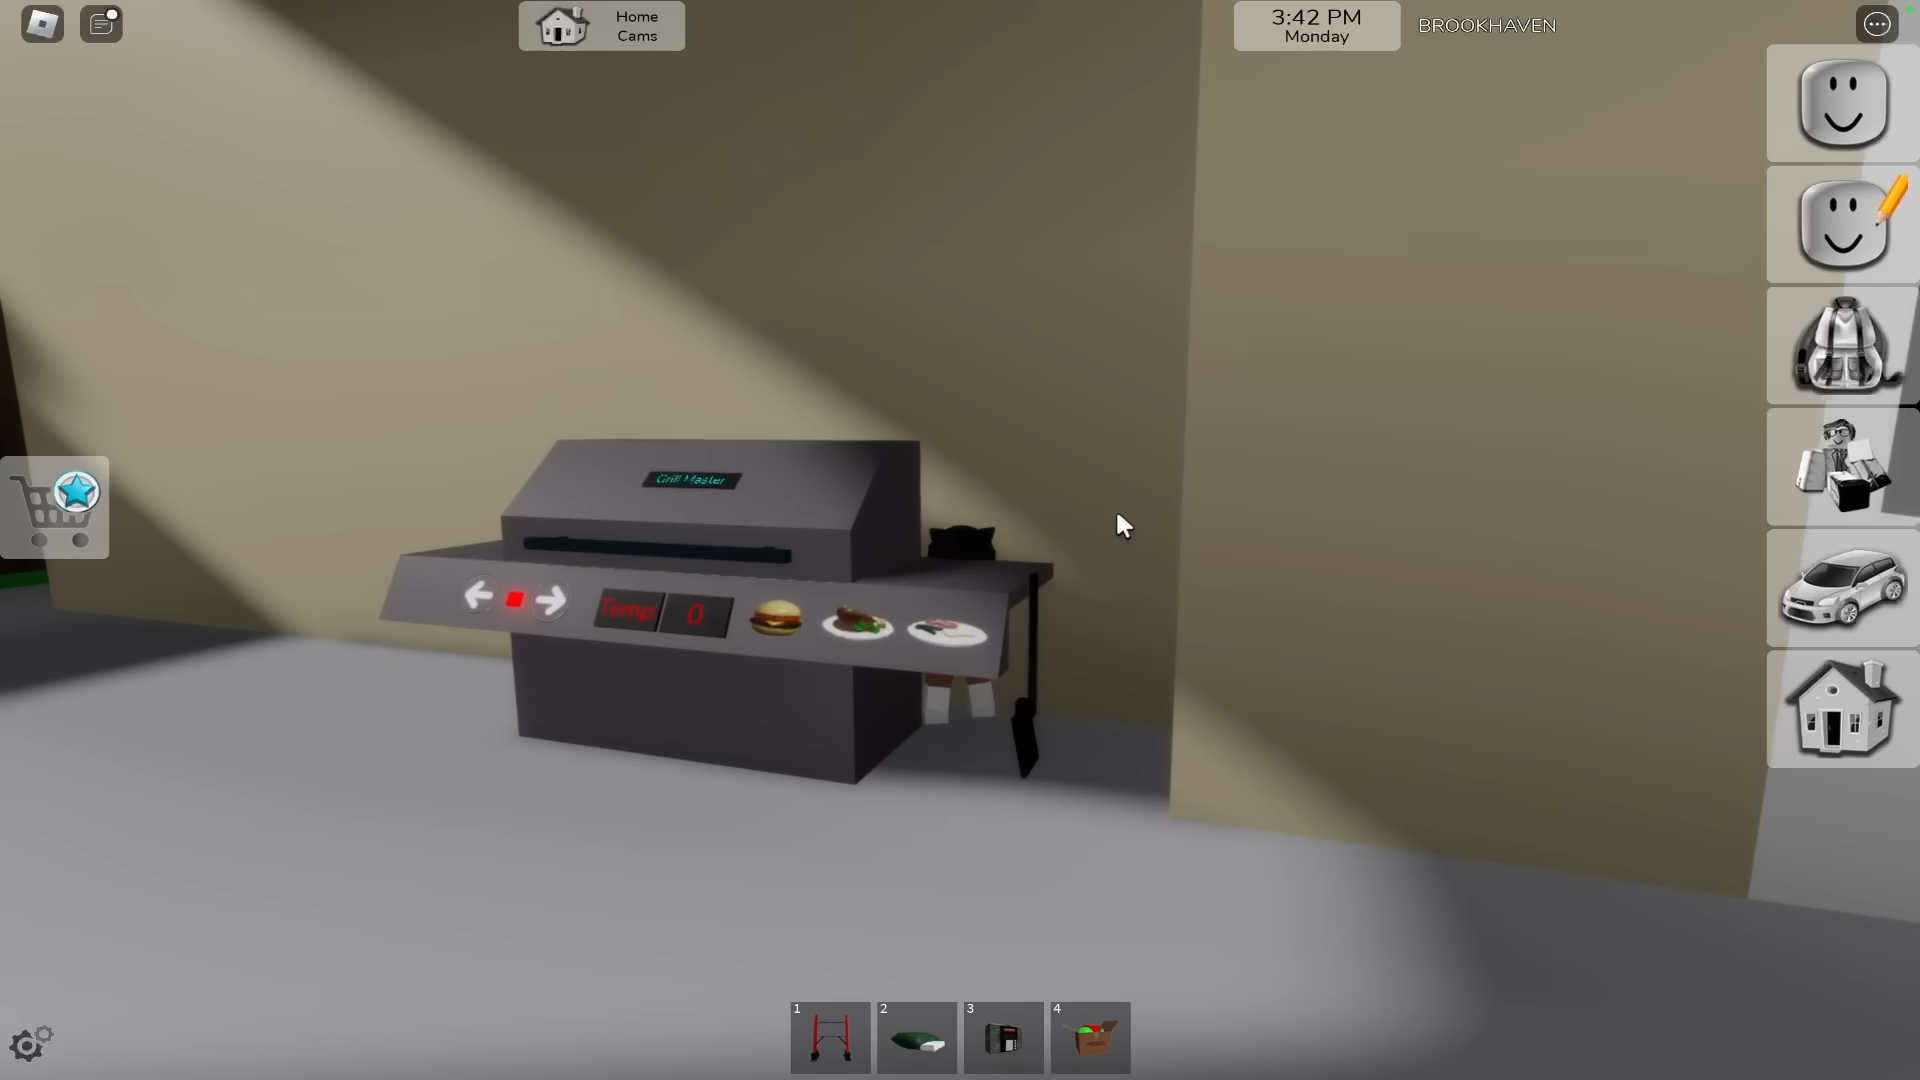 Home
Cams
3:42 PM
Monday
BROOKHAVEN
Grill Master
Temp
0
1
2
3
4